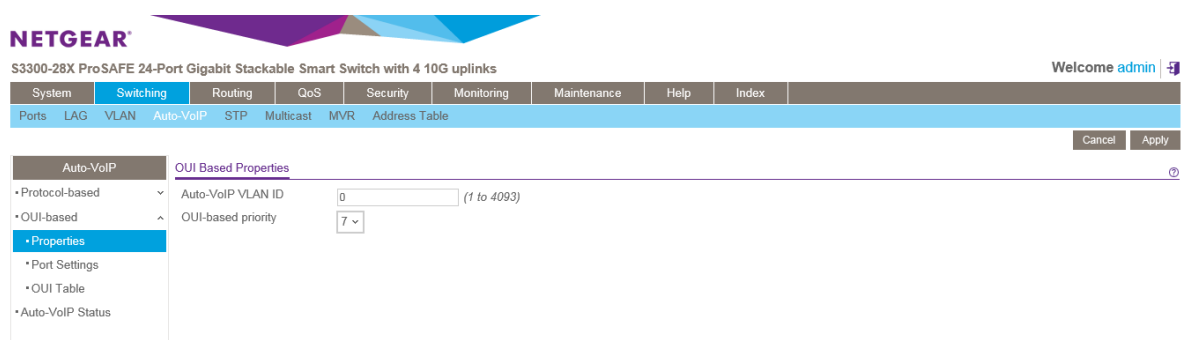 NETGEAR®
S3300-28X ProSAFE 24-Port Gigabit Stackable Smart Switch with 4 10G uplinks
Welcome admin
System Switching Routing QoS Security Monitoring Maintenance Help Index
Ports LAG VLAN Auto-VoIP STP Multicast MVR Address Table
Cancel Apply
Auto-VoIP
• Protocol-based
• OUI-based
• Properties
• Port Settings
• OUI Table
• Auto-VoIP Status
OUI Based Properties
?
Auto-VoIP VLAN ID 0 (1 to 4093)
OUI-based priority 7